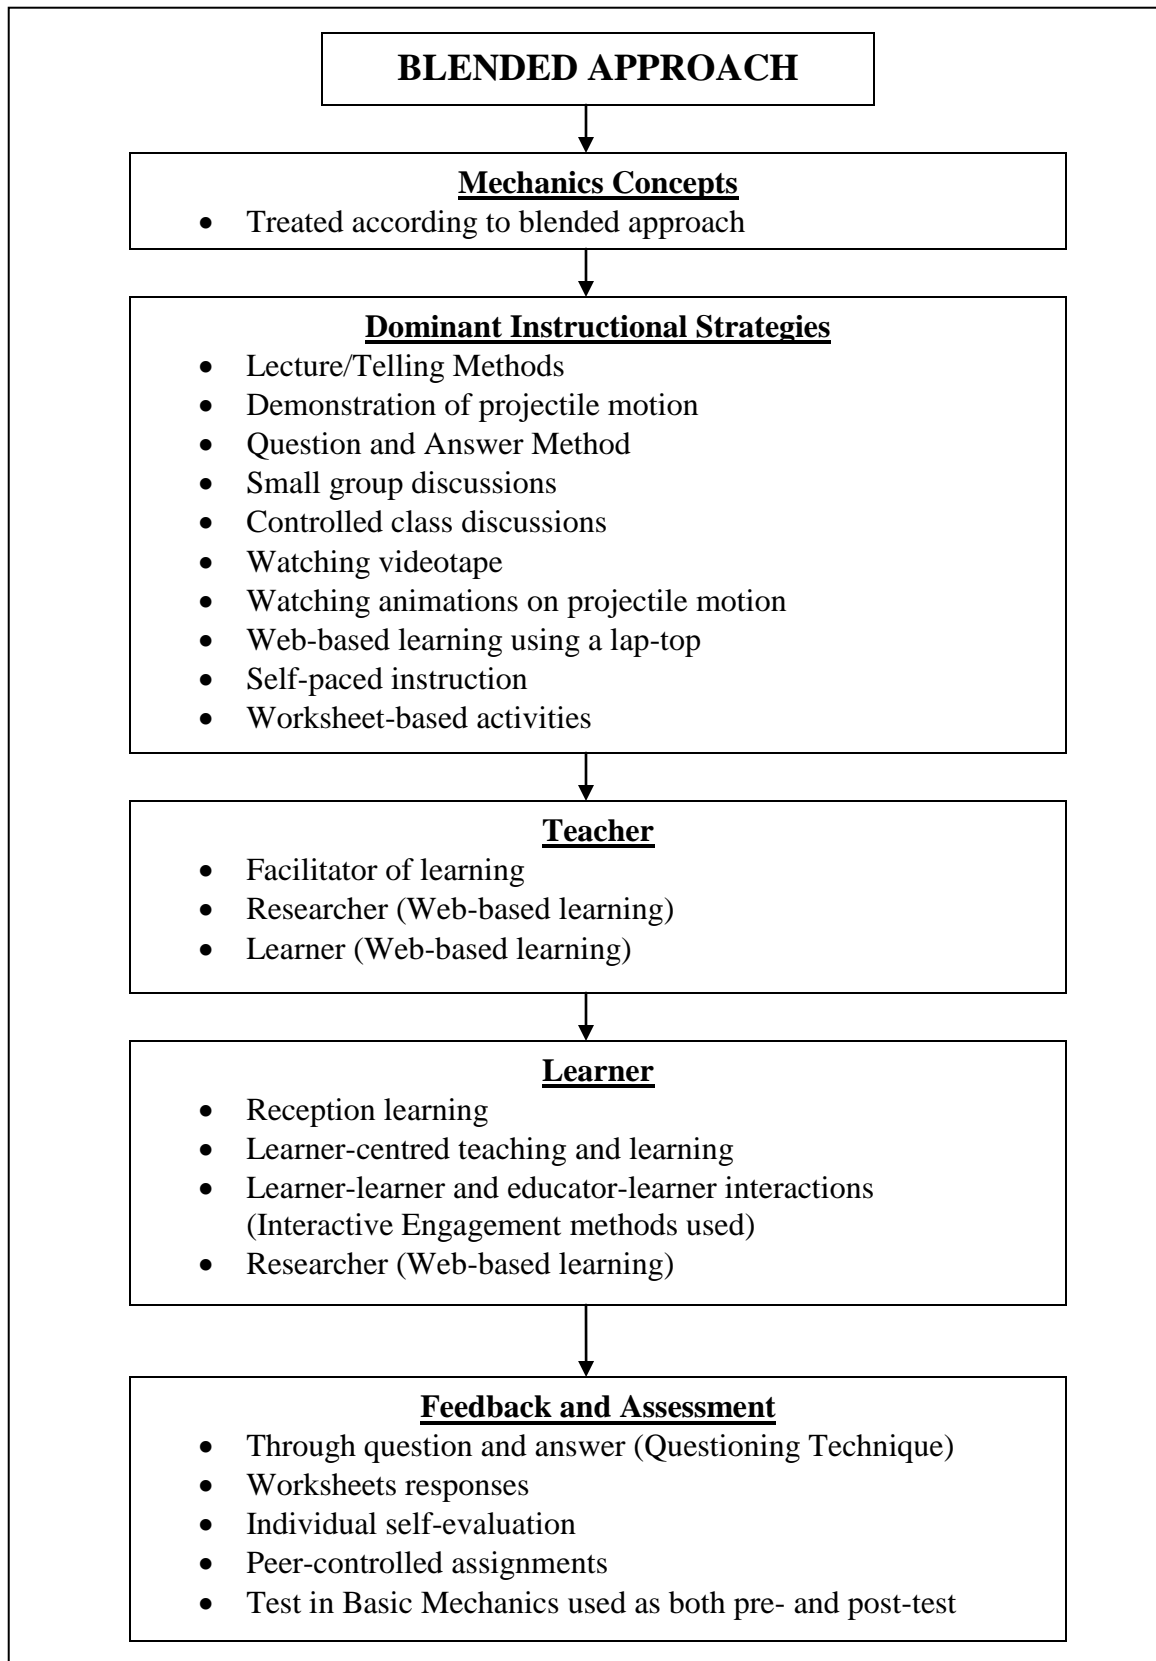 BLENDED APPROACH
Mechanics Concepts
• Treated according to blended approach
Dominant Instructional Strategies
• Lecture/Telling Methods
• Demonstration of projectile motion
• Question and Answer Method
• Small group discussions
• Controlled class discussions
• Watching videotape
• Watching animations on projectile motion
• Web-based learning using a lap-top
• Self-paced instruction
• Worksheet-based activities
Teacher
• Facilitator of learning
• Researcher (Web-based learning)
• Learner (Web-based learning)
Learner
• Reception learning
• Learner-centred teaching and learning
• Learner-learner and educator-learner interactions
(Interactive Engagement methods used)
• Researcher (Web-based learning)
Feedback and Assessment
• Through question and answer (Questioning Technique)
• Worksheets responses
• Individual self-evaluation
• Peer-controlled assignments
• Test in Basic Mechanics used as both pre- and post-test